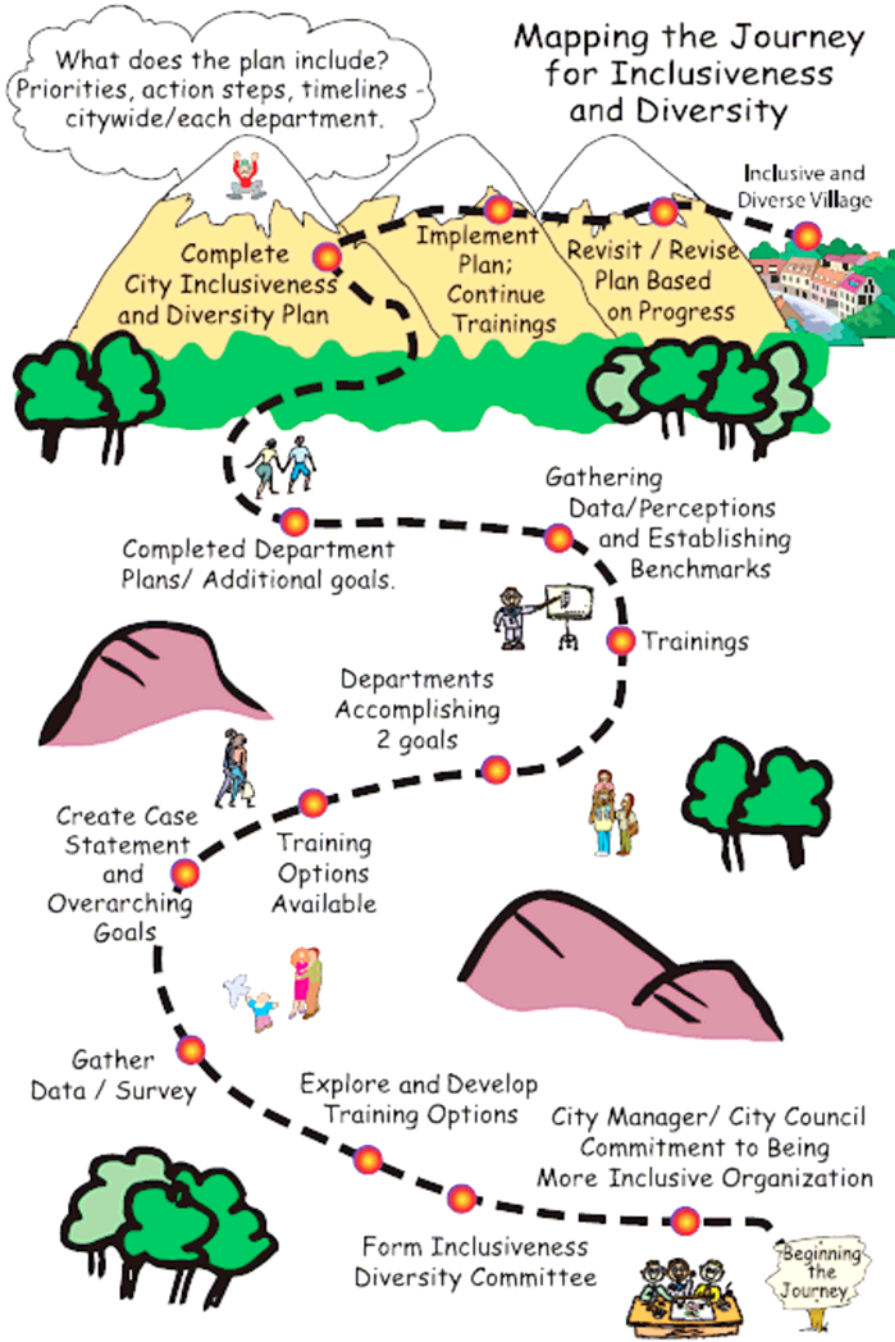 What does the plan include?
Priorities, action steps, timelines -
citywide/each department.
Mapping the Journey
for Inclusiveness
and Diversity
Inclusive and
Diverse Village
Complete
City Inclusiveness
and Diversity Plan
Implement
Plan;
Continue
Trainings
Revisit / Revise
Plan Based
on Progress
Gathering
Data/Perceptions
and Establishing
Benchmarks
Completed Department
Plans/ Additional goals.
Trainings
Departments
Accomplishing
2 goals
Create Case
Statement
and
Overarching
Goals
Training
Options
Available
Gather
Data / Survey
Explore and Develop
Training Options
City Manager/ City Council
Commitment to Being
More Inclusive Organization
Form Inclusiveness
Diversity Committee
Beginning
the
Journey